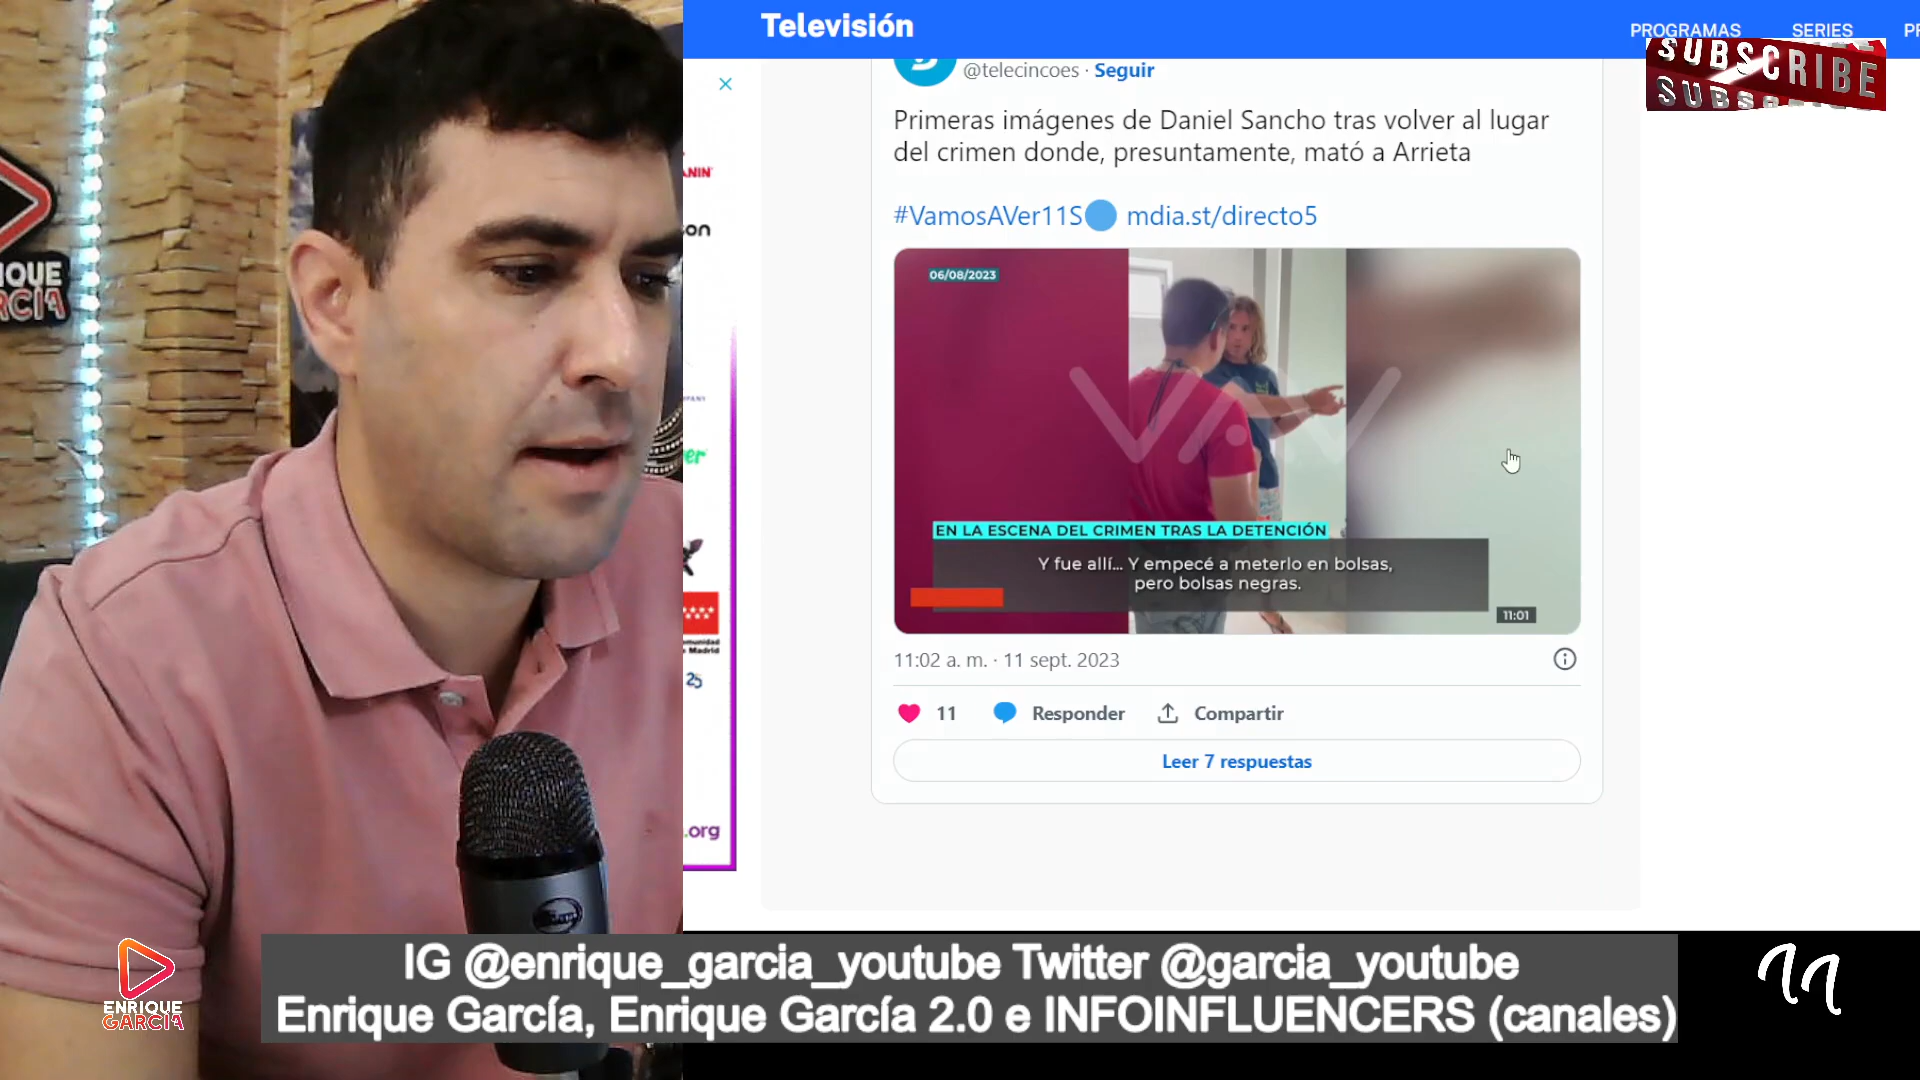 Televisión
PROGRAMAS
SERIES
SUBSCRIBE
@telecincoes · Seguir
Primeras imágenes de Daniel Sancho tras volver al lugar
del crimen donde, presuntamente, mató a Arrieta
#VamosAVer11S mdia.st/directo5
06/08/2023
VAV
EN LA ESCENA DEL CRIMEN TRAS LA DETENCIÓN
Y fue allí... Y empecé a meterlo en bolsas,
pero bolsas negras.
11:01
11:02 a. m. · 11 sept. 2023
11
Responder
Compartir
Leer 7 respuestas
.org
IG @enrique_garcia_youtube Twitter @garcia_youtube
Enrique García, Enrique García 2.0 e INFOINFLUENCERS (canales)
ENRIQUE
GARCIA